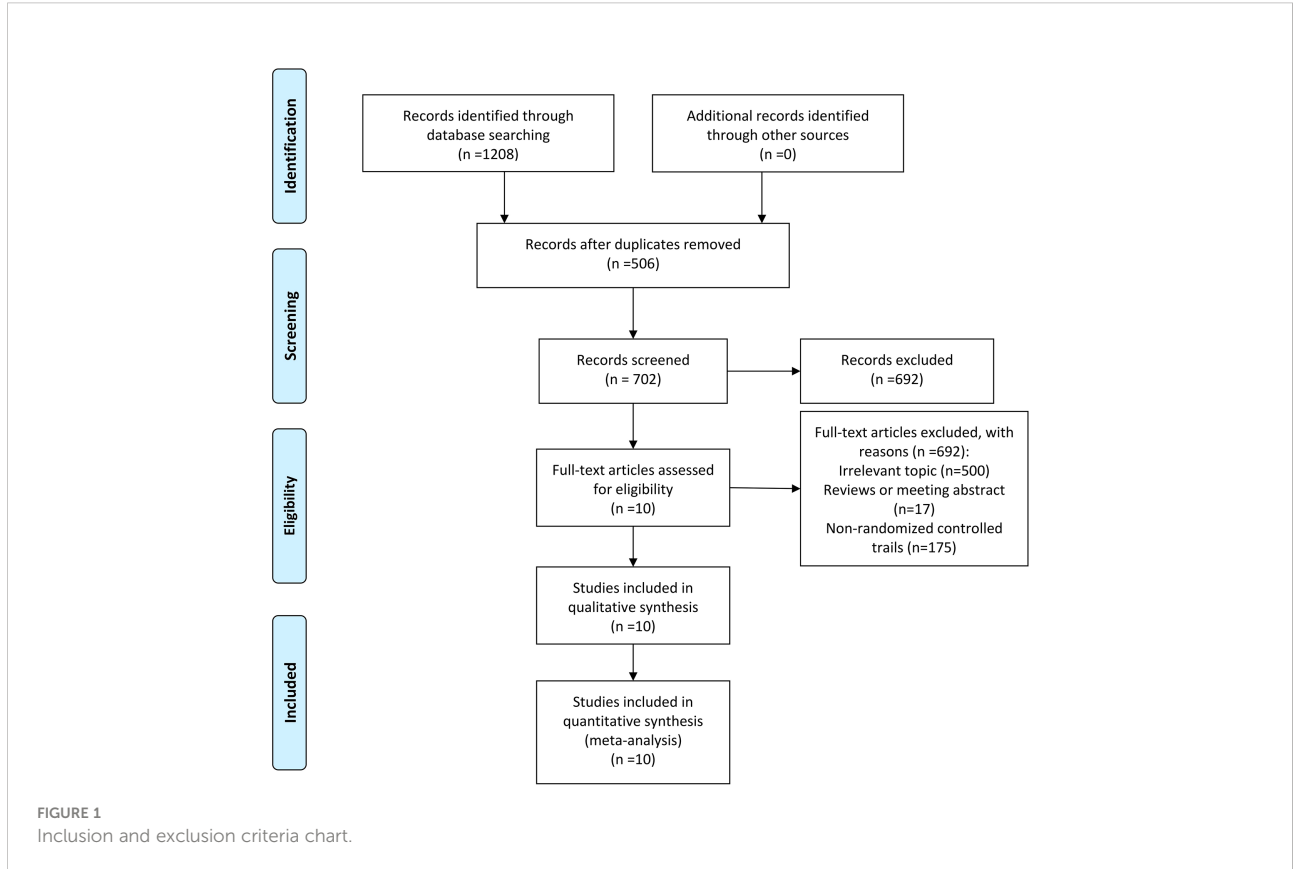 Identification
Records identified through
database searching
(n =1208)
Additional records identified
through other sources
(n =0)
Records after duplicates removed
(n =506)
Screening
Records screened
(n = 702)
Records excluded
(n =692)
Eligibility
Full-text articles assessed
for eligibility
(n =10)
Full-text articles excluded, with
reasons (n =692):
Irrelevant topic (n=500)
Reviews or meeting abstract
(n=17)
Non-randomized controlled
trails (n=175)
Studies included in
qualitative synthesis
(n =10)
Included
Studies included in
quantitative synthesis
(meta-analysis)
(n =10)
FIGURE 1
Inclusion and exclusion criteria chart.